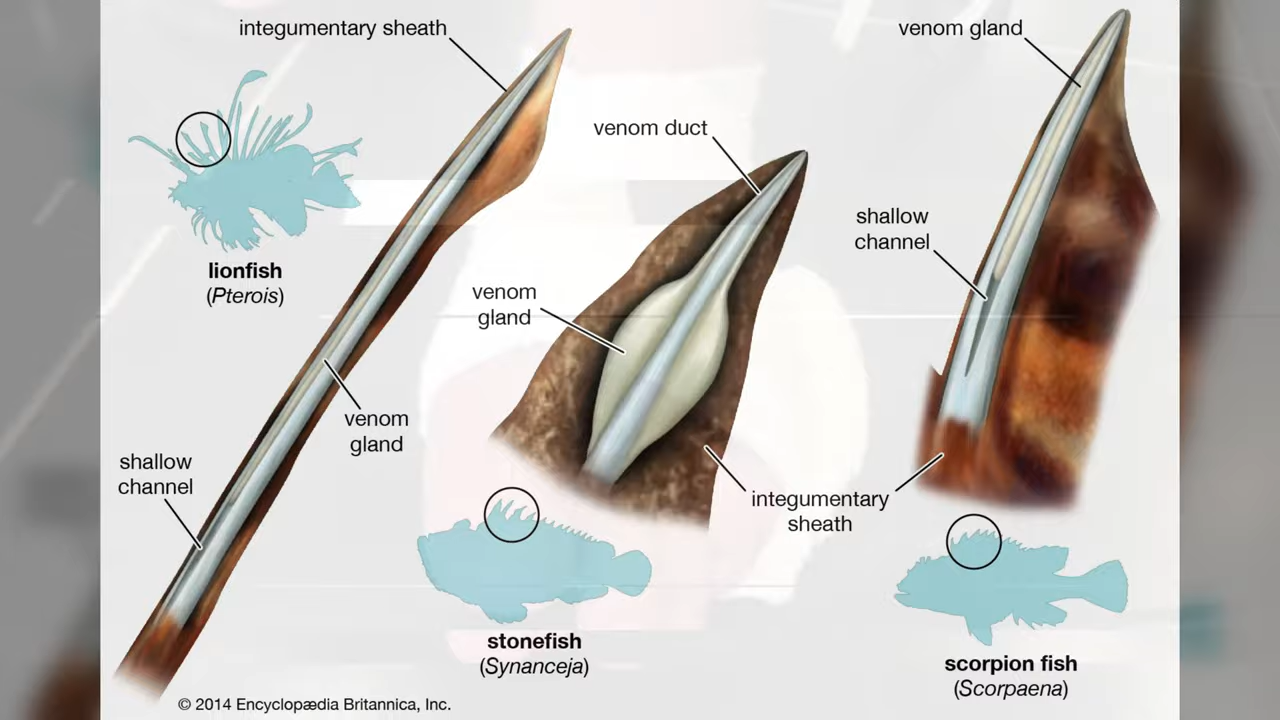 integumentary sheath
lionfish
(Pterois)
shallow
channel
venom
gland
venom duct
venom
gland
integumentary
sheath
stonefish
(Synanceja)
venom gland
shallow
channel
scorpion fish
(Scorpaena)
© 2014 Encyclopædia Britannica, Inc.